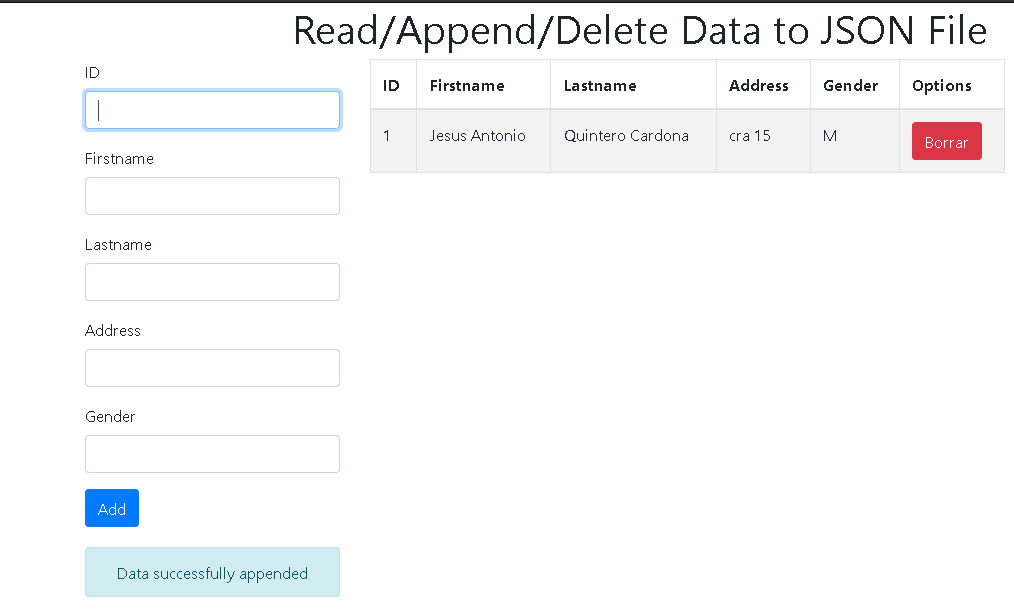 Read/Append/Delete Data to JSON File
ID
Firstname
Lastname
Address
Gender
Add
Data successfully appended
ID Firstname Lastname Address Gender Options
1 Jesus Antonio Quintero Cardona cra 15 M Borrar